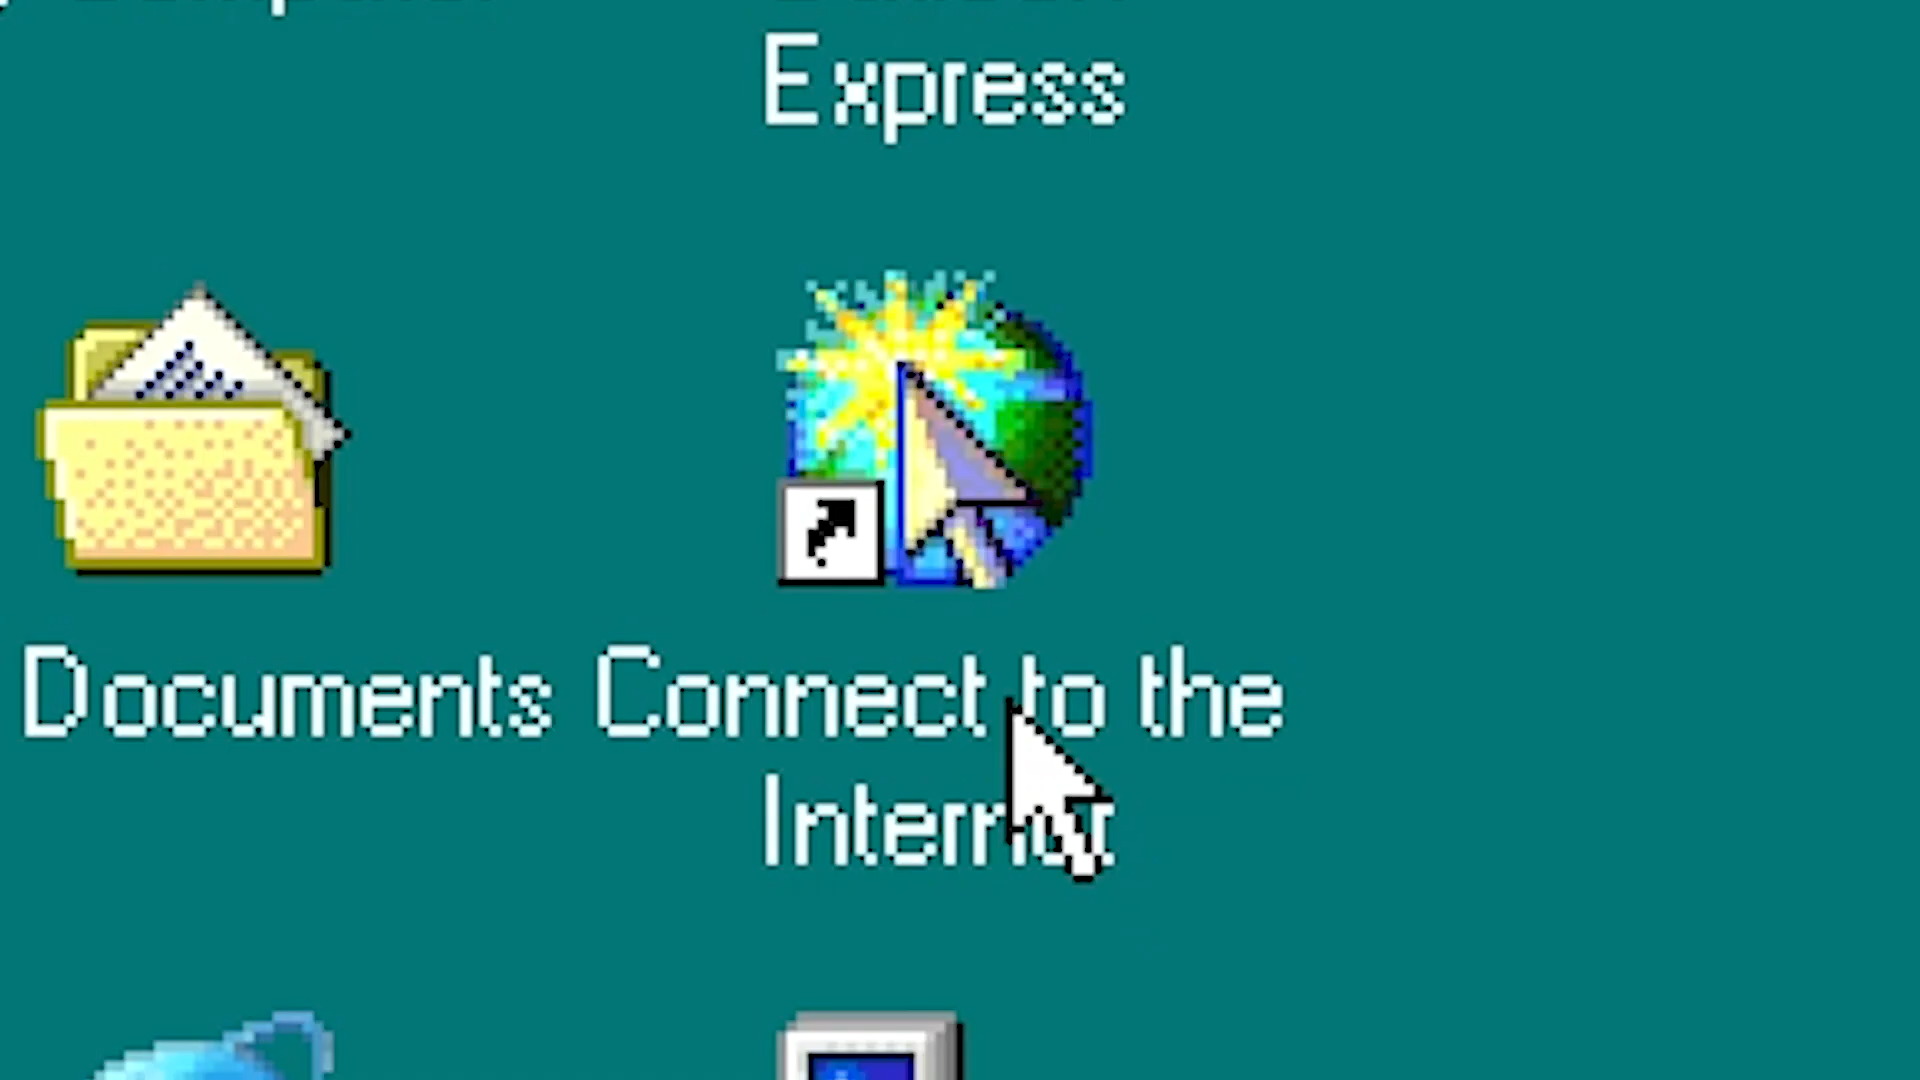 Express
Documents
Connect to the
Internet